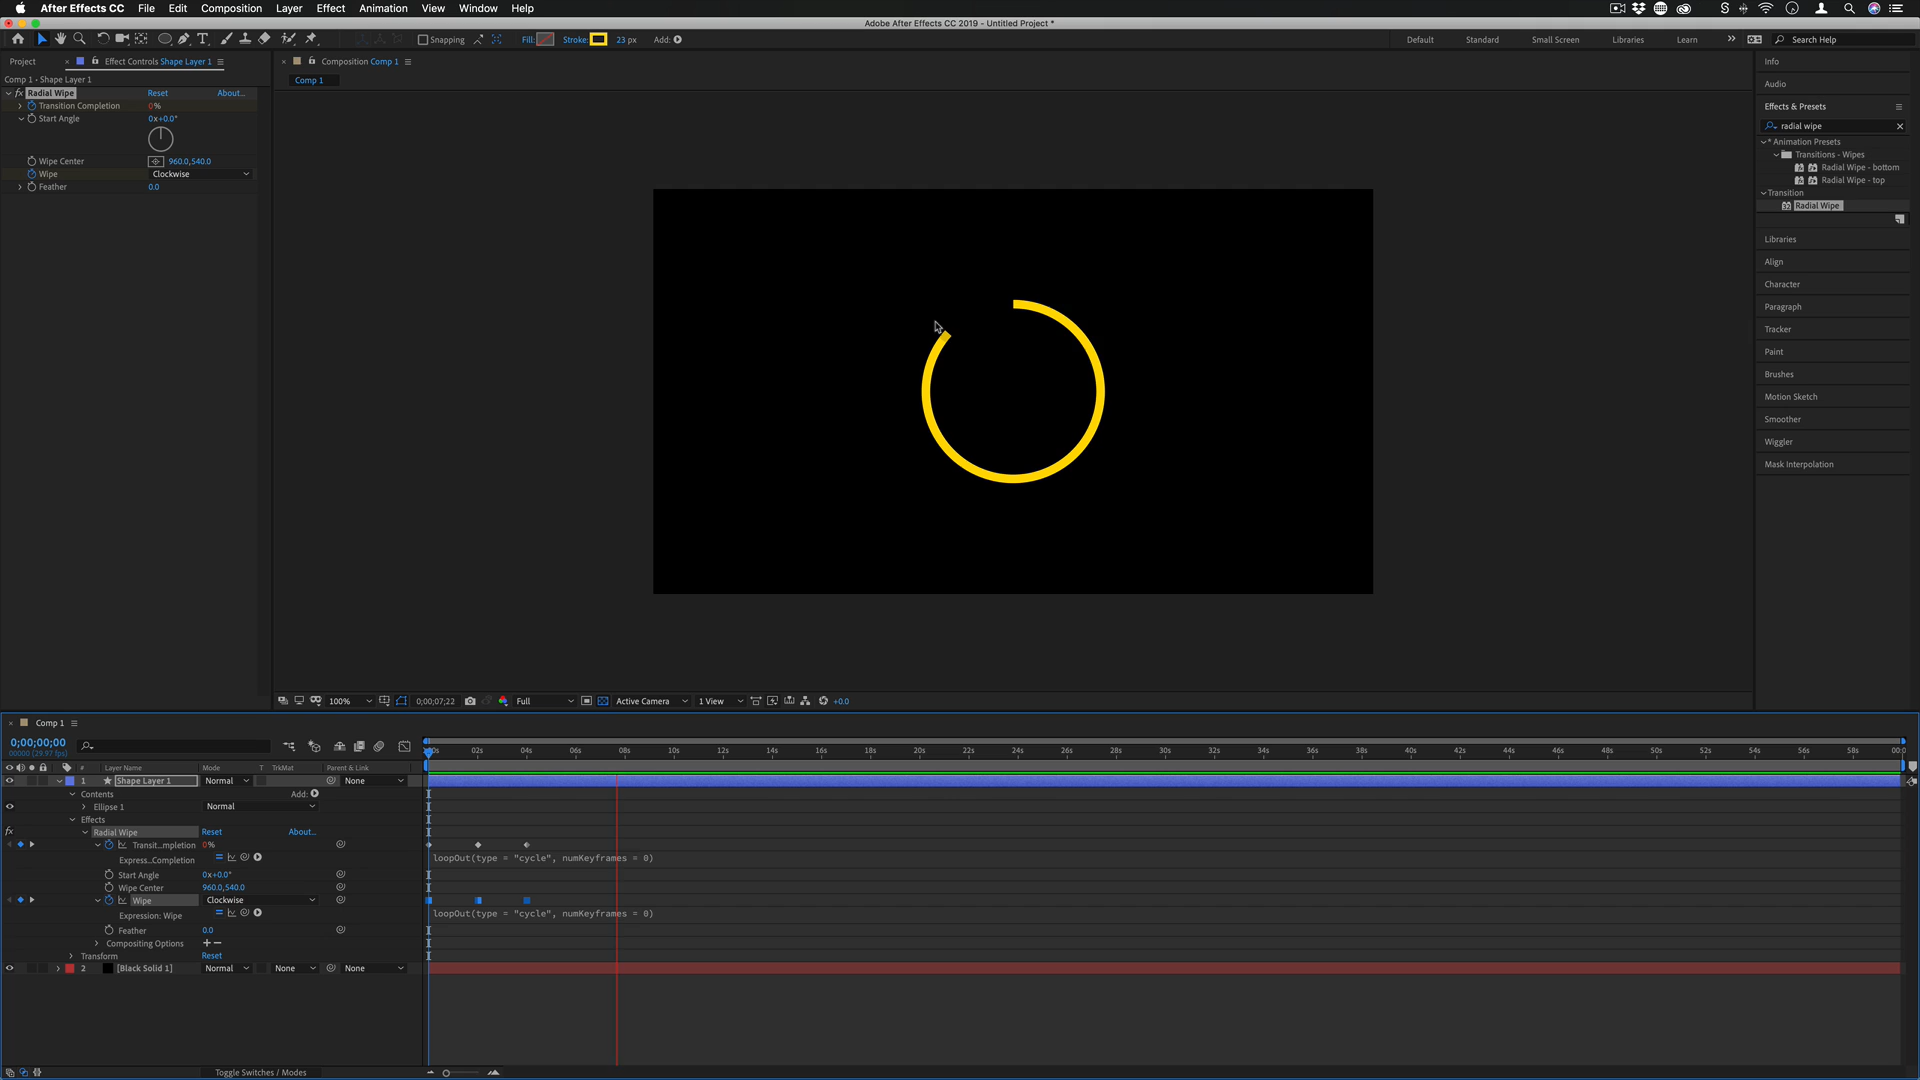 After Effects CC File Edit Composition Layer Effect Animation View Window Help
Adobe After Effects CC 2019 - Untitled Project *
Snapping Fill: Stroke: 23 px Add: Default Standard Small Screen Libraries Learn Search Help
Project Effect Controls Shape Layer 1
Comp 1 • Shape Layer 1
fx Radial Wipe Reset About...
Transition Completion 0%
Start Angle 0x+0.0°
Wipe Center 960.0,540.0
Wipe Clockwise
Feather 0.0
Composition Comp 1
Comp 1
100% 0;00;07;22 Full Active Camera 1 View +0.0
Info
Audio
Effects & Presets
radial wipe
* Animation Presets
Transitions - Wipes
Radial Wipe - bottom
Radial Wipe - top
Transition
32 Radial Wipe
Libraries
Align
Character
Paragraph
Tracker
Paint
Brushes
Motion Sketch
Smoother
Wiggler
Mask Interpolation
Comp 1
0;00;00;00
00000 (29.97 fps)
02s 04s 06s 08s 10s 12s 14s 16s 18s 20s 22s 24s 26s 28s 30s 32s 34s 36s 38s 40s 42s 44s 46s 48s 50s 52s 54s 56s 58s
# Layer Name Mode T TrkMat Parent & Link
1 Shape Layer 1 Normal None
Contents Add:
Ellipse 1 Normal
Effects
fx Radial Wipe Reset About...
Transit...mpletion 0%
Express...Completion loopOut(type = "cycle", numKeyframes = 0)
Start Angle 0x+0.0°
Wipe Center 960.0,540.0
Wipe Clockwise
Expression: Wipe loopOut(type = "cycle", numKeyframes = 0)
Feather 0.0
Compositing Options + −
Transform Reset
2 [Black Solid 1] Normal None None
Toggle Switches / Modes